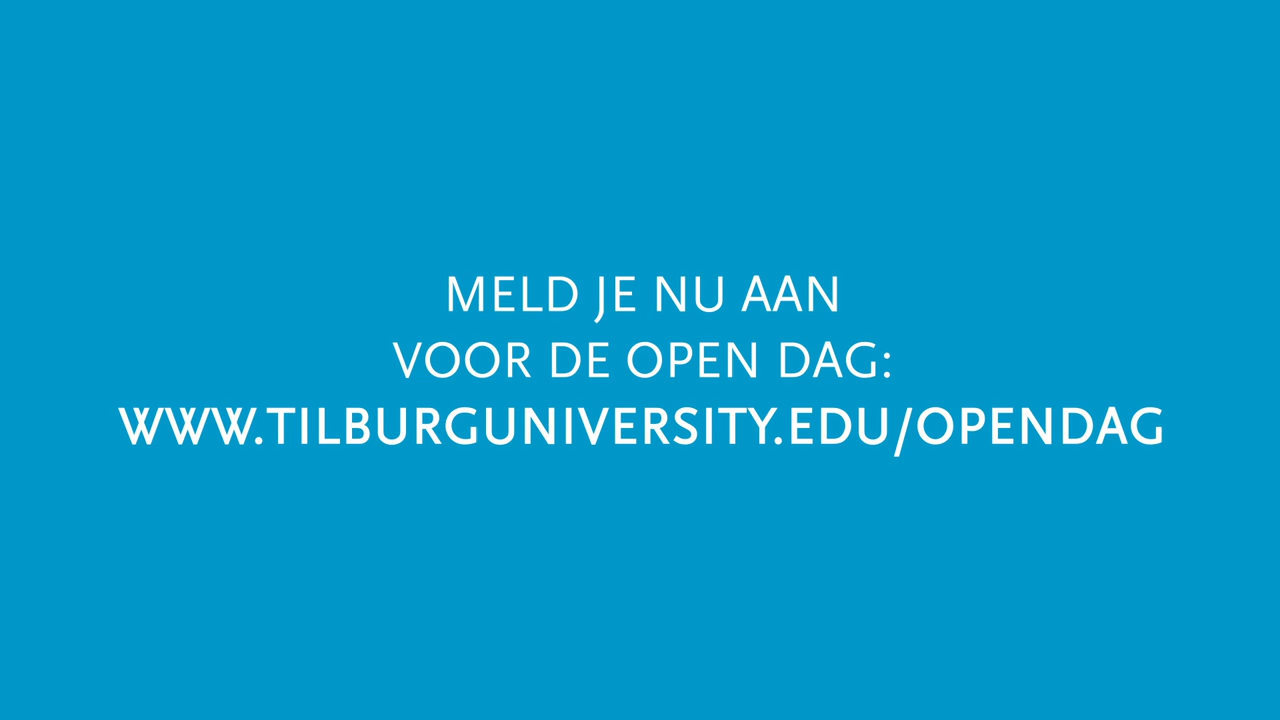 MELD JE NU AAN
VOOR DE OPEN DAG:
WWW.TILBURGUNIVERSITY.EDU/OPENDAG